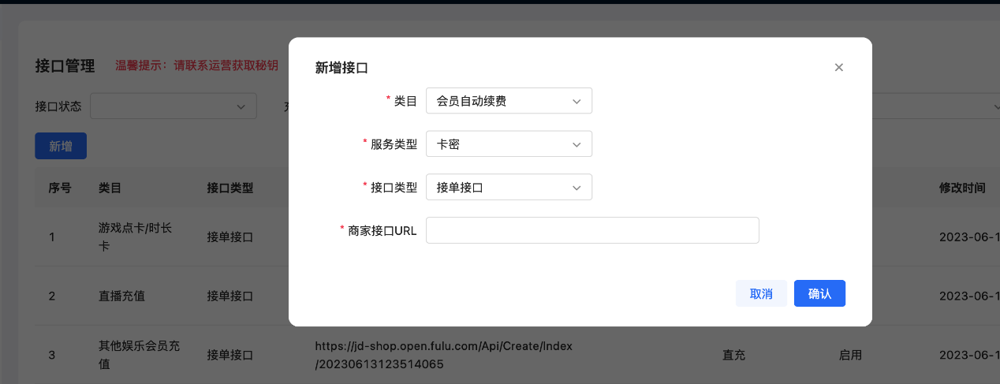 接口管理 温馨提示：请联系运营获取秘钥
接口状态
新增
序号 类目 接口类型 修改时间
1 游戏点卡/时长卡 接单接口 2023-06-1
2 直播充值 接单接口 2023-06-1
3 其他娱乐会员充值 接单接口 https://jd-shop.open.fulu.com/Api/Create/Index
/20230613123514065 直充 启用 2023-06-1
新增接口
* 类目 会员自动续费
* 服务类型 卡密
* 接口类型 接单接口
* 商家接口URL
取消 确认